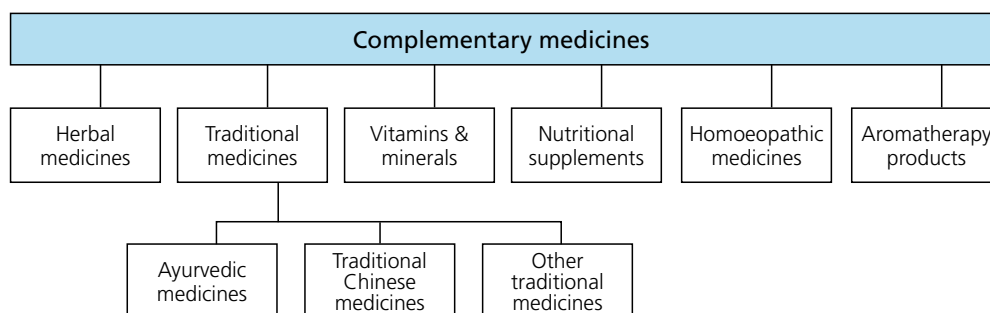 Complementary medicines
Herbal
medicines
Traditional
medicines
Vitamins &
minerals
Nutritional
supplements
Homoeopathic
medicines
Aromatherapy
products
Ayurvedic
medicines
Traditional
Chinese
medicines
Other
traditional
medicines